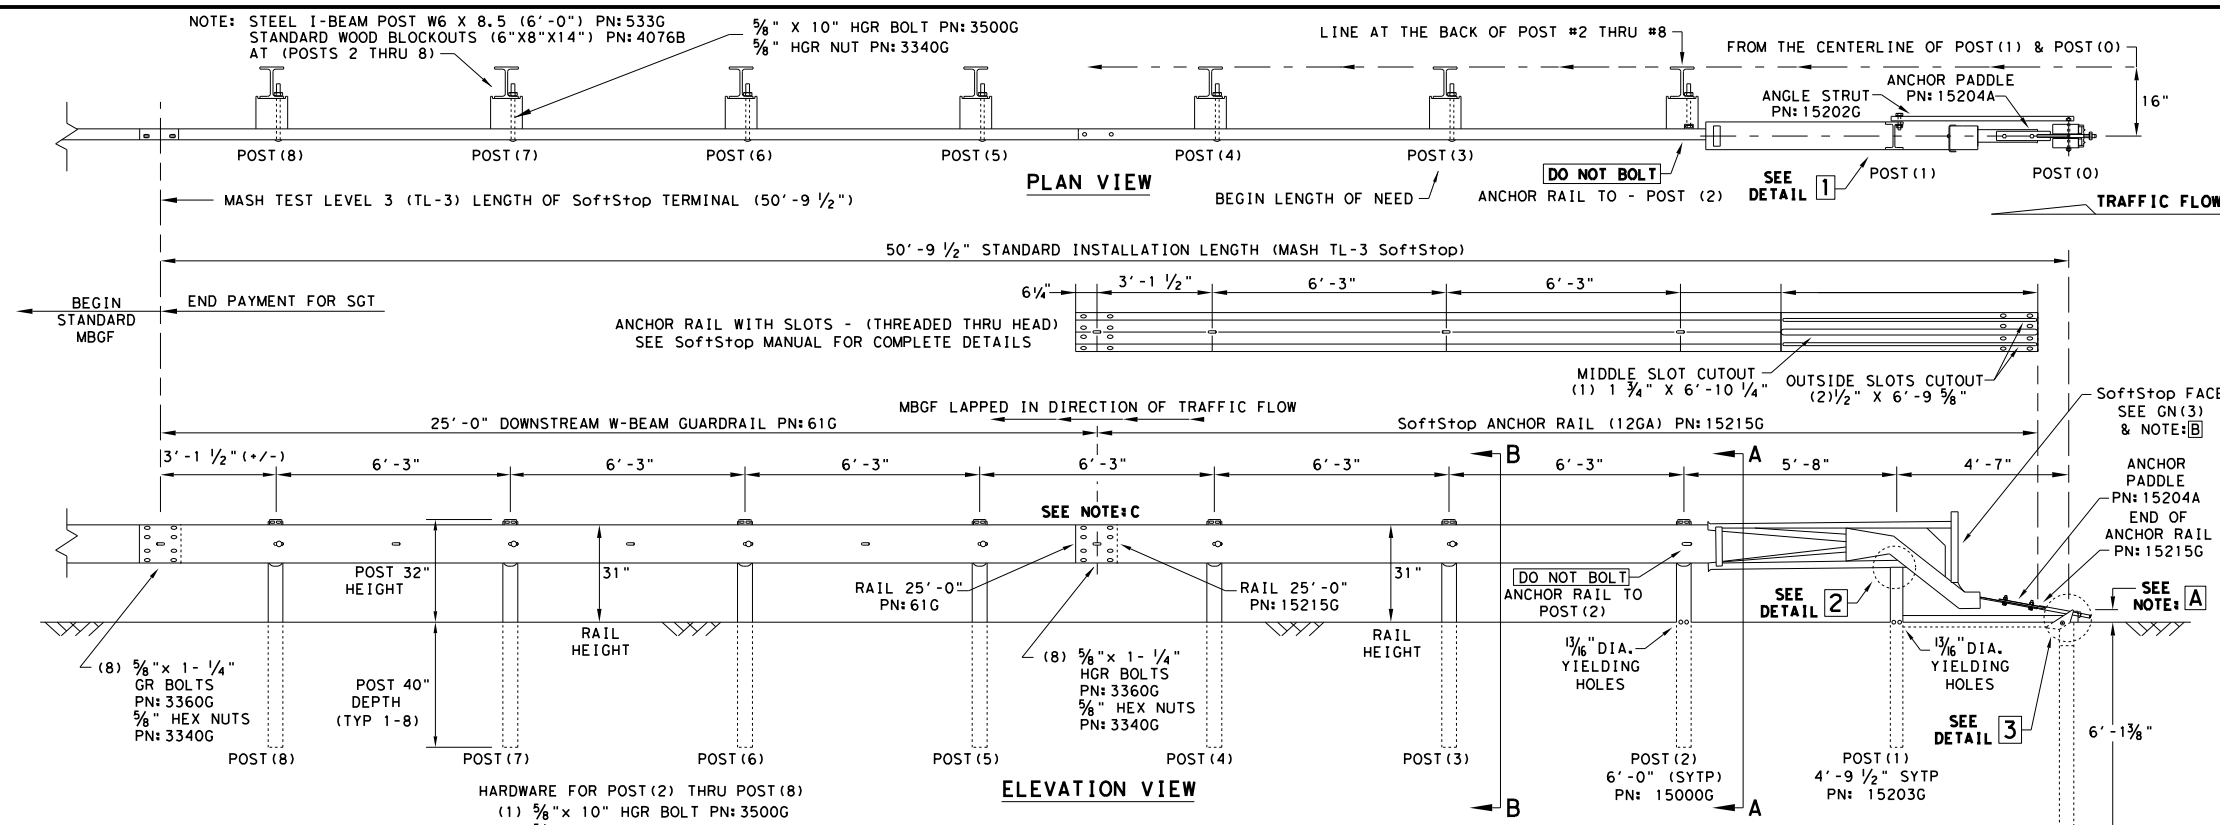 NOTE: STEEL I-BEAM POST W6 X 8.5 (6'-0") PN:533G
STANDARD WOOD BLOCKOUTS (6"X8"X14") PN:4076B
AT (POSTS 2 THRU 8)
5/8" X 10" HGR BOLT PN:3500G
5/8" HGR NUT PN:3340G
LINE AT THE BACK OF POST #2 THRU #8
FROM THE CENTERLINE OF POST(1) & POST(0)
ANCHOR PADDLE
PN:15204A
ANGLE STRUT
PN:15202G
16"
POST(8)
POST(7)
POST(6)
POST(5)
POST(4)
POST(3)
POST(1)
POST(0)
PLAN VIEW
DO NOT BOLT
ANCHOR RAIL TO - POST (2)
SEE
DETAIL 1
BEGIN LENGTH OF NEED
MASH TEST LEVEL 3 (TL-3) LENGTH OF SoftStop TERMINAL (50'-9 1/2")
TRAFFIC FLOW
50'-9 1/2" STANDARD INSTALLATION LENGTH (MASH TL-3 SoftStop)
BEGIN
STANDARD
MBGF
END PAYMENT FOR SGT
6 1/4"
3'-1 1/2"
6'-3"
6'-3"
ANCHOR RAIL WITH SLOTS - (THREADED THRU HEAD)
SEE SoftStop MANUAL FOR COMPLETE DETAILS
MIDDLE SLOT CUTOUT
(1) 1 3/4" X 6'-10 1/4"
OUTSIDE SLOTS CUTOUT
(2) 1/2" X 6'-9 5/8"
SoftStop FACE
SEE GN(3)
& NOTE: B
MBGF LAPPED IN DIRECTION OF TRAFFIC FLOW
25'-0" DOWNSTREAM W-BEAM GUARDRAIL PN:61G
SoftStop ANCHOR RAIL (12GA) PN:15215G
3'-1 1/2"(+/-)
6'-3"
6'-3"
6'-3"
6'-3"
6'-3"
6'-3"
5'-8"
4'-7"
B
A
ANCHOR
PADDLE
PN:15204A
END OF
ANCHOR RAIL
PN:15215G
SEE NOTE:C
POST 32"
HEIGHT
31"
RAIL
HEIGHT
RAIL 25'-0"
PN:61G
RAIL 25'-0"
PN:15215G
31"
RAIL
HEIGHT
DO NOT BOLT
ANCHOR RAIL TO
POST(2)
SEE
DETAIL 2
SEE
NOTE: A
(8) 5/8"x 1- 1/4"
GR BOLTS
PN:3360G
5/8" HEX NUTS
PN:3340G
POST 40"
DEPTH
(TYP 1-8)
(8) 5/8"x 1- 1/4"
HGR BOLTS
PN:3360G
5/8" HEX NUTS
PN:3340G
13/16" DIA.
YIELDING
HOLES
13/16" DIA.
YIELDING
HOLES
SEE
DETAIL 3
6'-1 3/8"
POST(8)
POST(7)
POST(6)
POST(5)
POST(4)
POST(3)
POST(2)
6'-0" (SYTP)
PN: 15000G
POST(1)
4'-9 1/2" SYTP
PN: 15203G
ELEVATION VIEW
HARDWARE FOR POST(2) THRU POST(8)
(1) 5/8"x 10" HGR BOLT PN:3500G
B
A